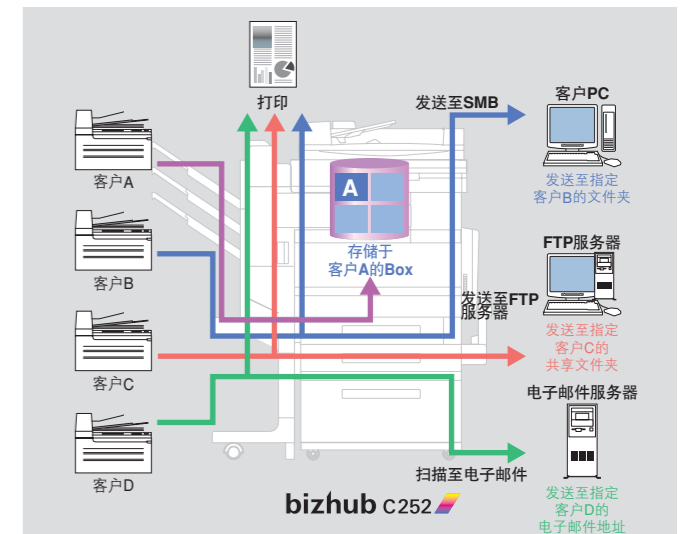 打印
发送至SMB
客户PC
客户A
A
发送至指定
客户B的文件夹
存储于
客户A的Box
客户B
FTP服务器
发送至FTP
服务器
发送至指定
客户C的
共享文件夹
客户C
电子邮件服务器
扫描至电子邮件
客户D
发送至指定
客户D的
电子邮件地址
bizhub C252